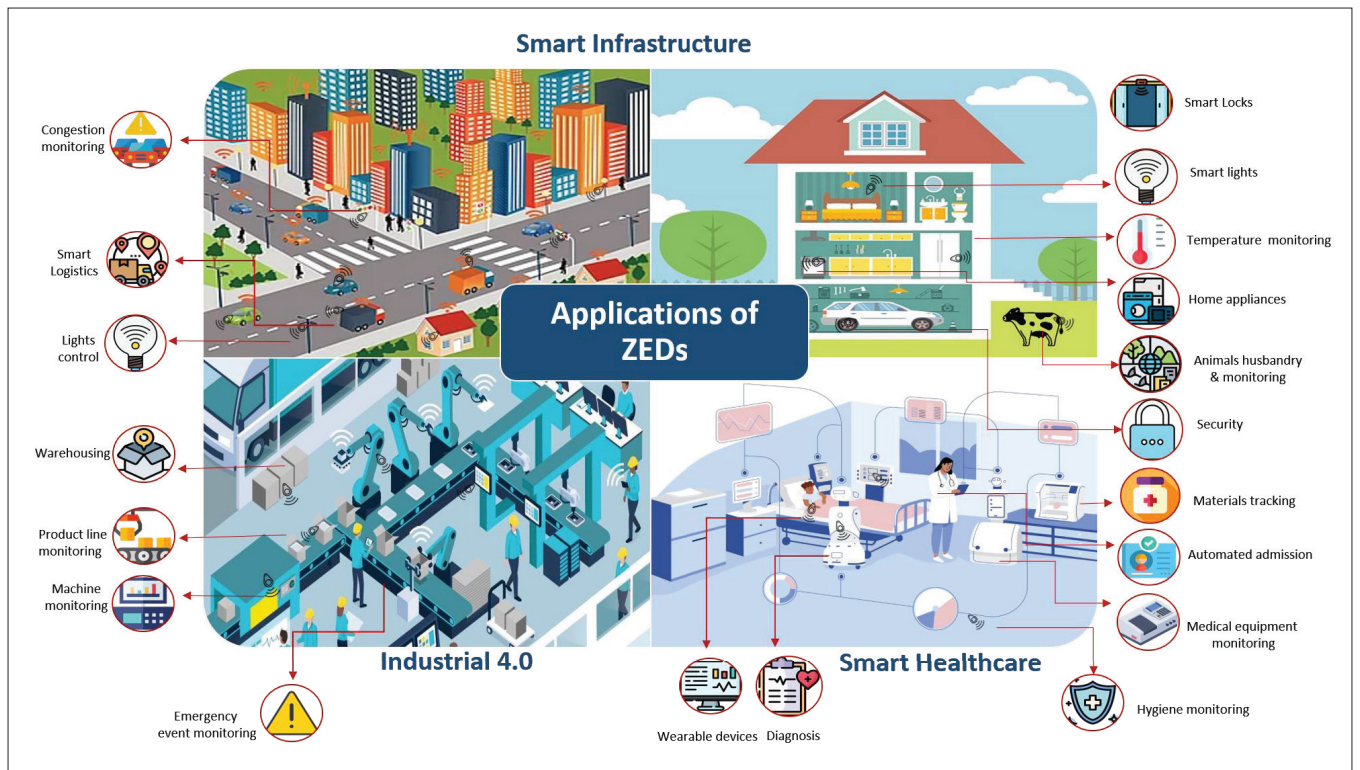 Smart Infrastructure
Congestion
monitoring
Smart
Logistics
Lights
control
Warehousing
Product line
monitoring
Machine
monitoring
Emergency
event monitoring
Applications of
ZEDs
Industrial 4.0
Smart Healthcare
Smart Locks
Smart lights
Temperature monitoring
Home appliances
Animals husbandry
& monitoring
Security
Materials tracking
Automated admission
Medical equipment
monitoring
Hygiene monitoring
Wearable devices
Diagnosis